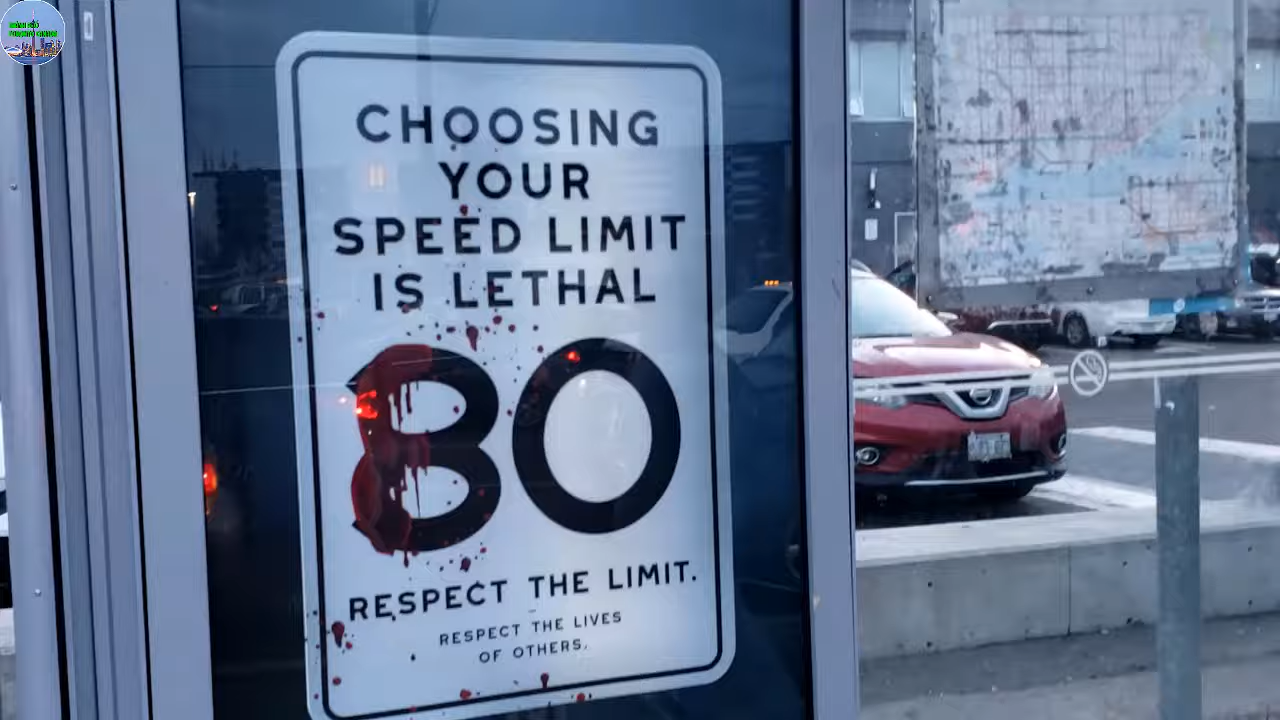 CHOOSING
YOUR
SPEED LIMIT
IS LETHAL
80
RESPECT THE LIMIT.
RESPECT THE LIVES
OF OTHERS.